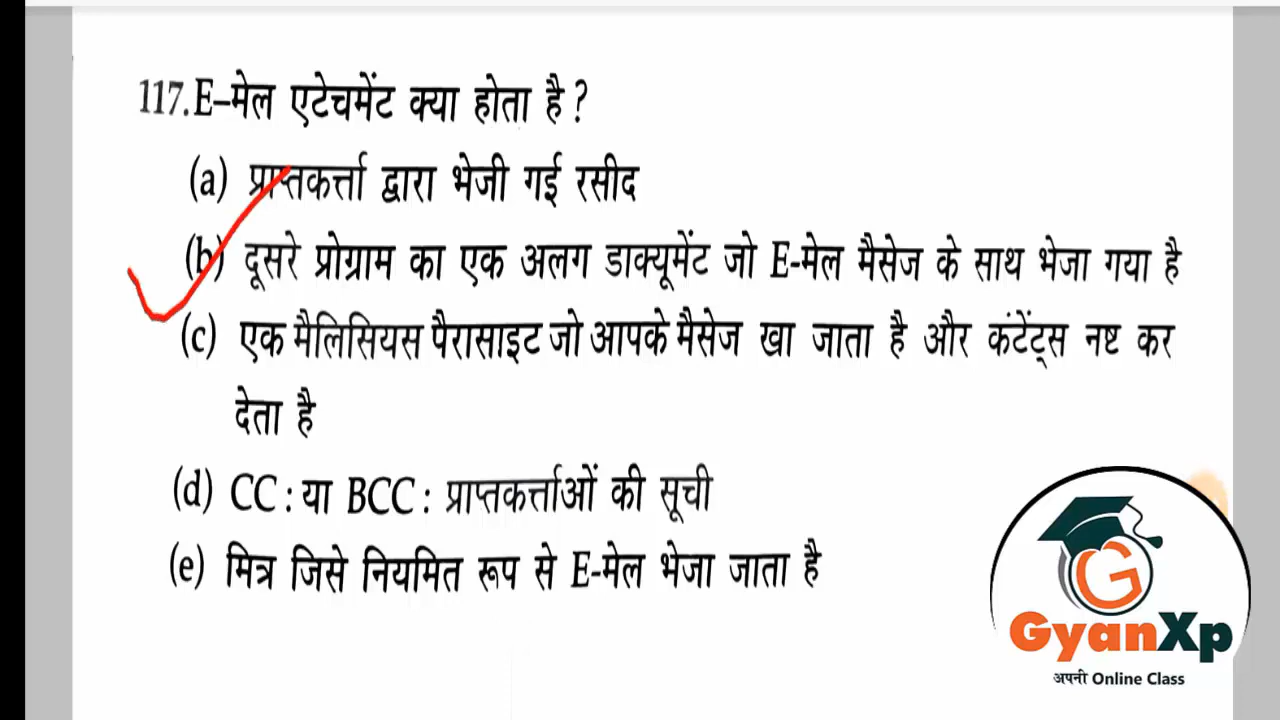 117. E–मेल एटेचमेंट क्या होता है ?
(a) प्राप्तकर्त्ता द्वारा भेजी गई रसीद
(b) दूसरे प्रोग्राम का एक अलग डाक्यूमेंट जो E-मेल मैसेज के साथ भेजा गया है
(c) एक मैलिसियस पैरासाइट जो आपके मैसेज खा जाता है और कंटेंट्स नष्ट कर
देता है
(d) CC : या BCC : प्राप्तकर्त्ताओं की सूची
(e) मित्र जिसे नियमित रूप से E-मेल भेजा जाता है
G
GyanXp
अपनी Online Class